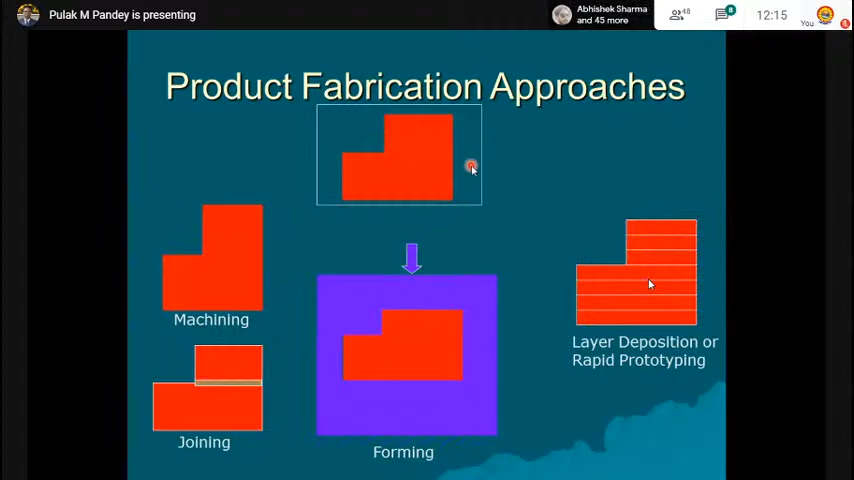 Pulak M Pandey is presenting
Abhishek Sharma
and 45 more
48
8
12:15
You
Product Fabrication Approaches
Machining
Layer Deposition or
Rapid Prototyping
Joining
Forming